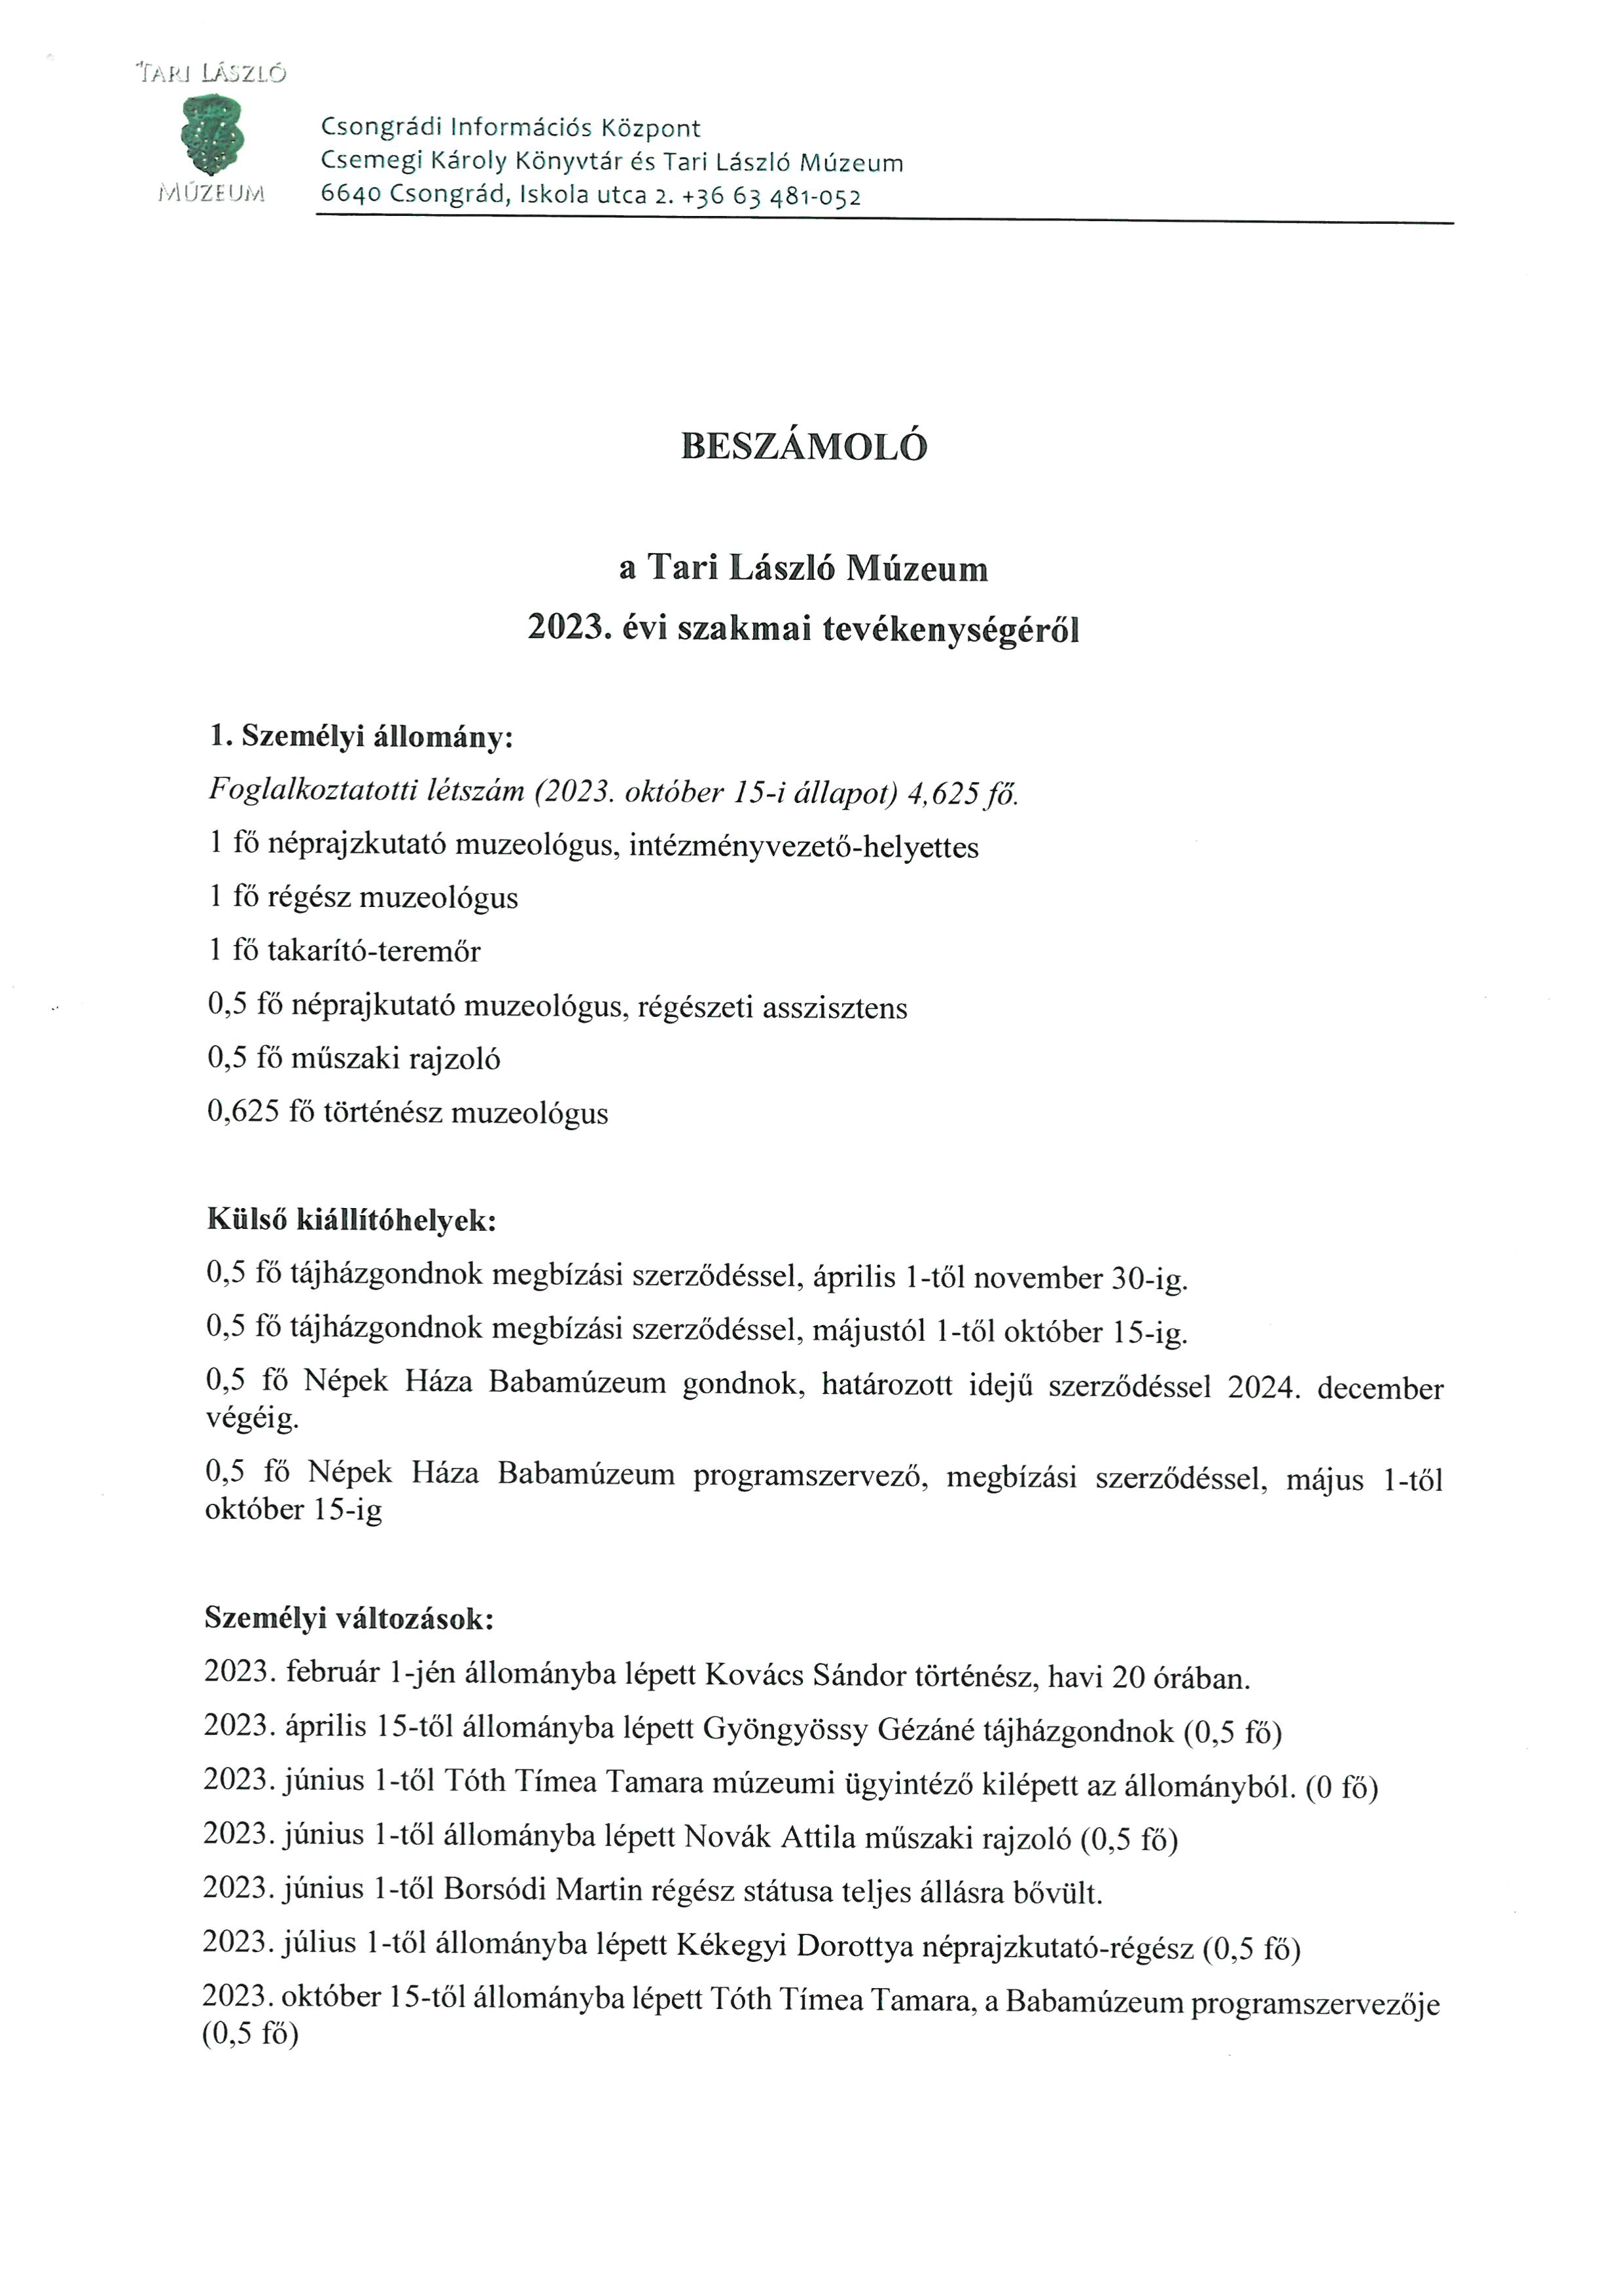 TARI LÁSZLÓ
MÚZEUM
Csongrádi Információs Központ
Csemegi Károly Könyvtár és Tari László Múzeum
6640 Csongrád, Iskola utca 2. +36 63 481-052
BESZÁMOLÓ
a Tari László Múzeum
2023. évi szakmai tevékenységéről
1. Személyi állomány:
Foglalkoztatotti létszám (2023. október 15-i állapot) 4,625 fő.
1 fő néprajzkutató muzeológus, intézményvezető-helyettes
1 fő régész muzeológus
1 fő takarító-teremőr
0,5 fő néprajkutató muzeológus, régészeti asszisztens
0,5 fő műszaki rajzoló
0,625 fő történész muzeológus
Külső kiállítóhelyek:
0,5 fő tájházgondnok megbízási szerződéssel, április 1-től november 30-ig.
0,5 fő tájházgondnok megbízási szerződéssel, májustól 1-től október 15-ig.
0,5 fő Népek Háza Babamúzeum gondnok, határozott idejű szerződéssel 2024. december
végéig.
0,5 fő Népek Háza Babamúzeum programszervező, megbízási szerződéssel, május 1-től
október 15-ig
Személyi változások:
2023. február 1-jén állományba lépett Kovács Sándor történész, havi 20 órában.
2023. április 15-től állományba lépett Gyöngyössy Gézáné tájházgondnok (0,5 fő)
2023. június 1-től Tóth Tímea Tamara múzeumi ügyintéző kilépett az állományból. (0 fő)
2023. június 1-től állományba lépett Novák Attila műszaki rajzoló (0,5 fő)
2023. június 1-től Borsódi Martin régész státusa teljes állásra bővült.
2023. július 1-től állományba lépett Kékegyi Dorottya néprajzkutató-régész (0,5 fő)
2023. október 15-től állományba lépett Tóth Tímea Tamara, a Babamúzeum programszervezője
(0,5 fő)